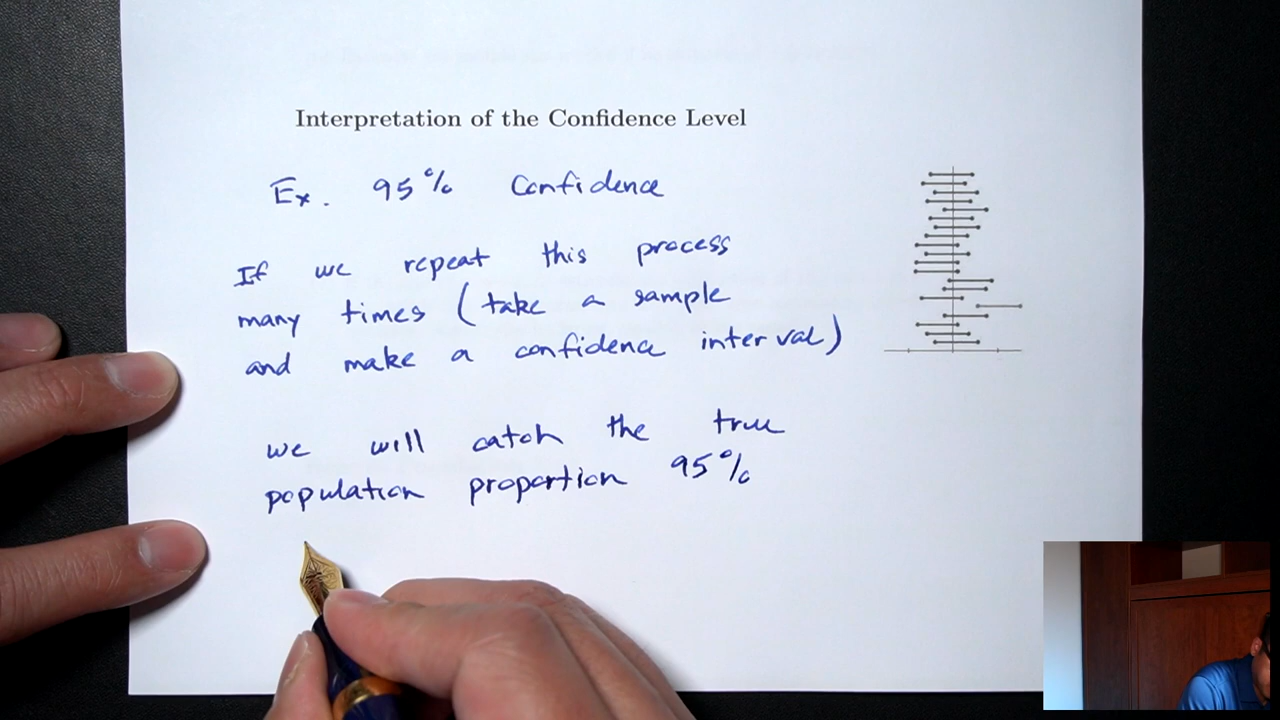 Interpretation of the Confidence Level
Ex. 95% Confidence
If we repeat this process
many times (take a sample
and make a confidence interval)
we will catch the true
population proportion 95%